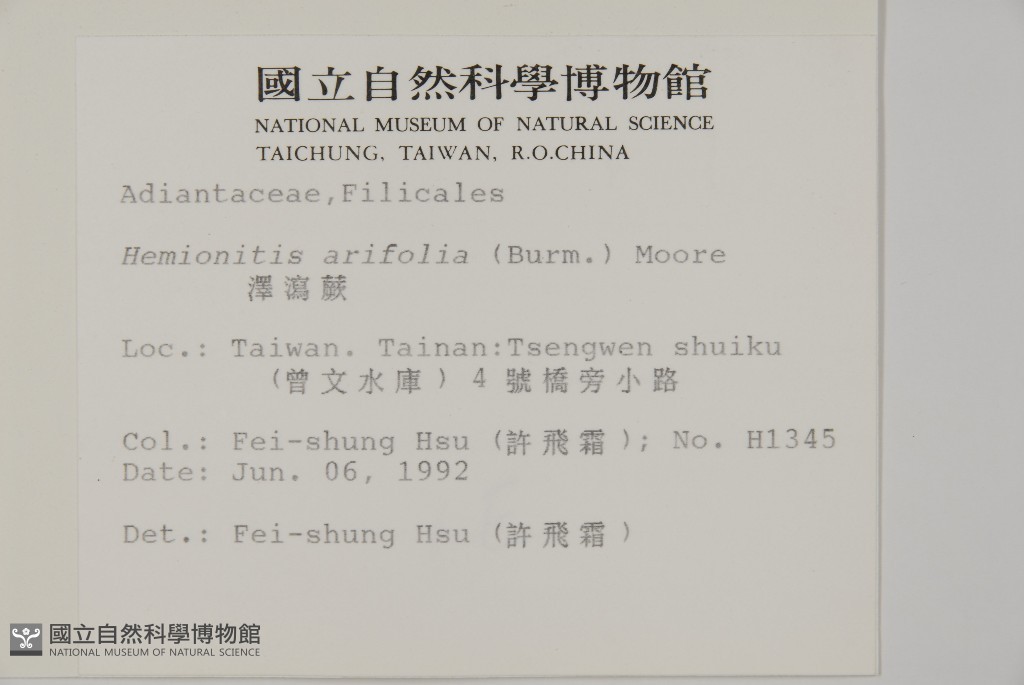 國立自然科學博物館
NATIONAL MUSEUM OF NATURAL SCIENCE
TAICHUNG, TAIWAN, R.O.CHINA
Adiantaceae,Filicales
Hemionitis arifolia (Burm.) Moore
澤瀉蕨
Loc.: Taiwan. Tainan:Tsengwen shuiku
(曾文水庫) 4 號橋旁小路
Col.: Fei-shung Hsu (許飛霜); No. H1345
Date: Jun. 06, 1992
Det.: Fei-shung Hsu (許飛霜)
國立自然科學博物館
NATIONAL MUSEUM OF NATURAL SCIENCE